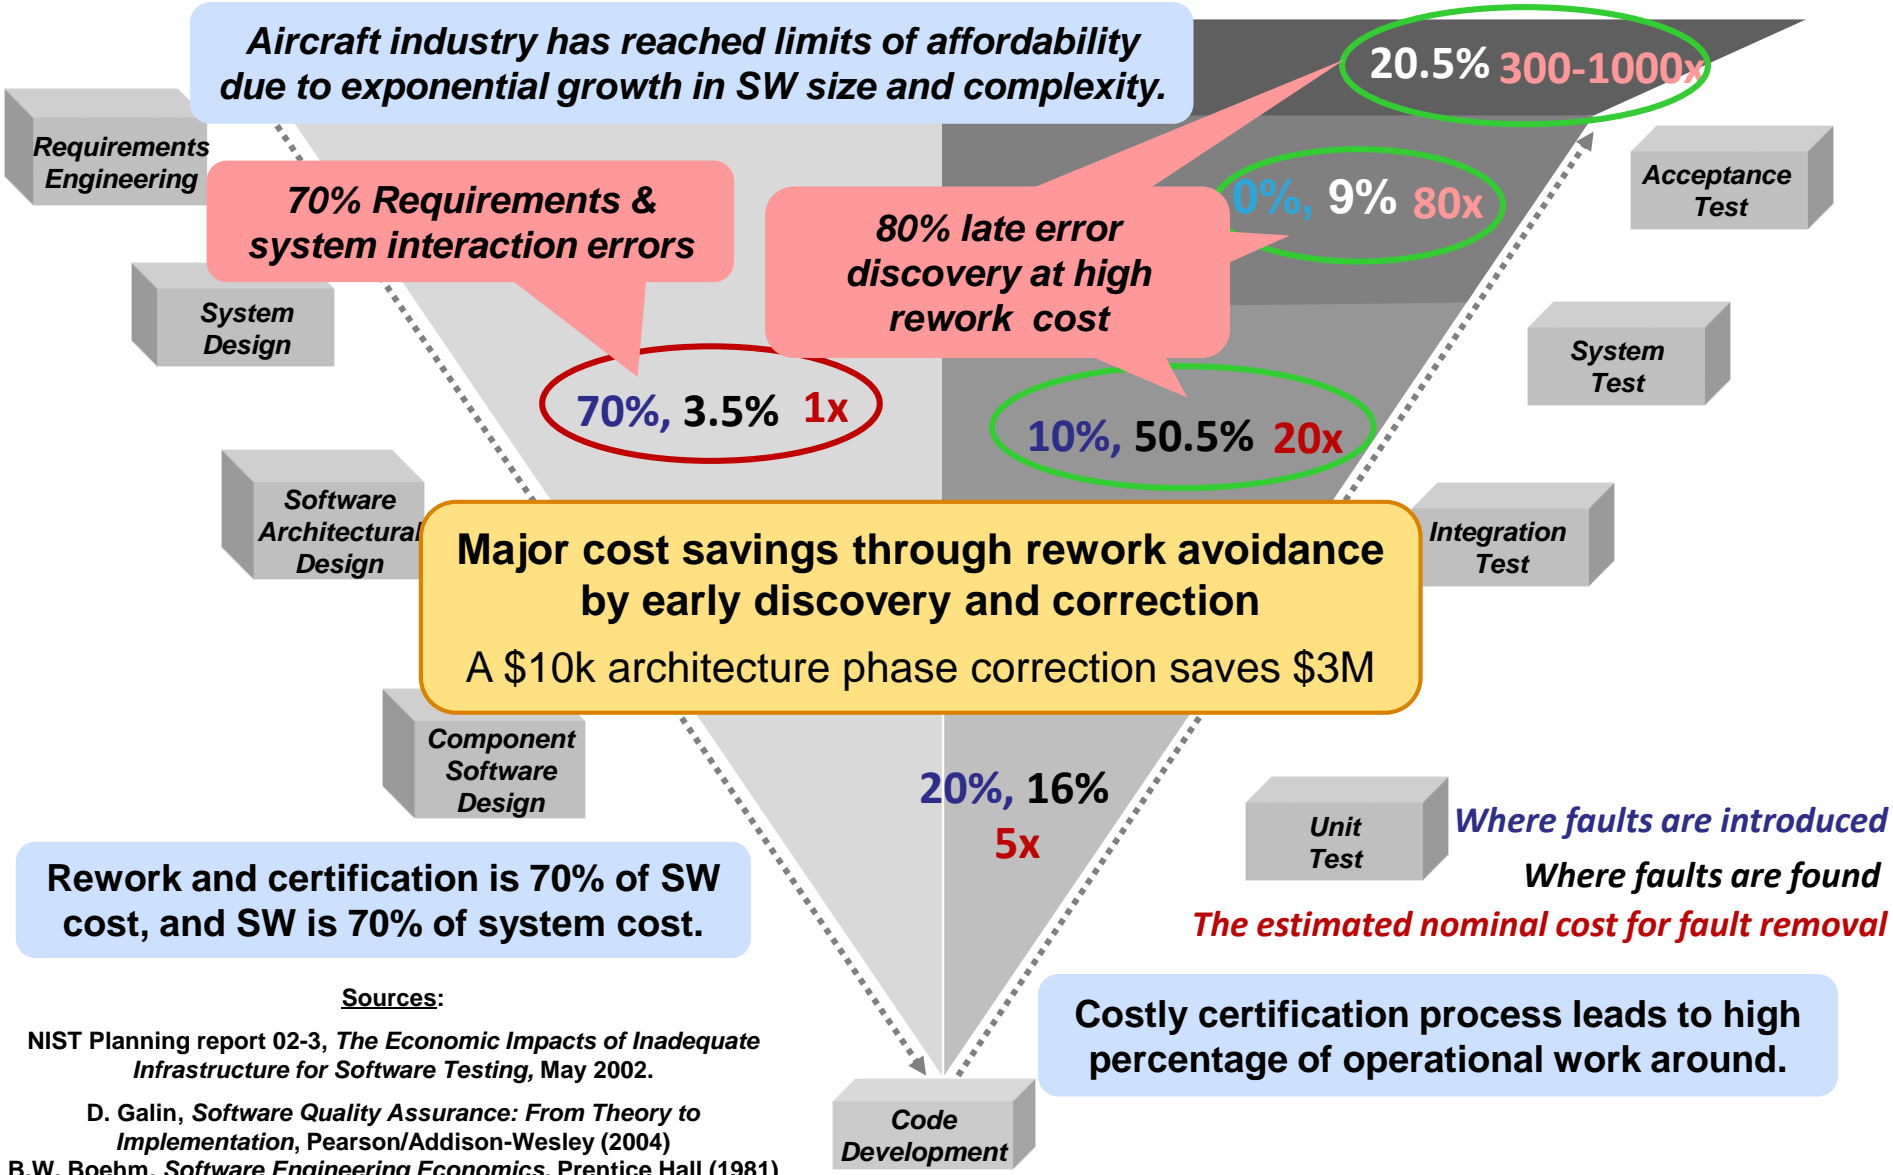 Aircraft industry has reached limits of affordability
due to exponential growth in SW size and complexity.
20.5% 300-1000x
Requirements
Engineering
70% Requirements &
system interaction errors
80% late error
discovery at high
rework cost
0%, 9% 80x
Acceptance
Test
System
Design
System
Test
70%, 3.5% 1x
10%, 50.5% 20x
Software
Architectural
Design
Major cost savings through rework avoidance
by early discovery and correction
A $10k architecture phase correction saves $3M
Integration
Test
Component
Software
Design
20%, 16%
5x
Unit
Test
Where faults are introduced
Where faults are found
The estimated nominal cost for fault removal
Rework and certification is 70% of SW
cost, and SW is 70% of system cost.
Costly certification process leads to high
percentage of operational work around.
Sources:
NIST Planning report 02-3, The Economic Impacts of Inadequate
Infrastructure for Software Testing, May 2002.
D. Galin, Software Quality Assurance: From Theory to
Implementation, Pearson/Addison-Wesley (2004)
B.W. Boehm, Software Engineering Economics, Prentice Hall (1981)
Code
Development